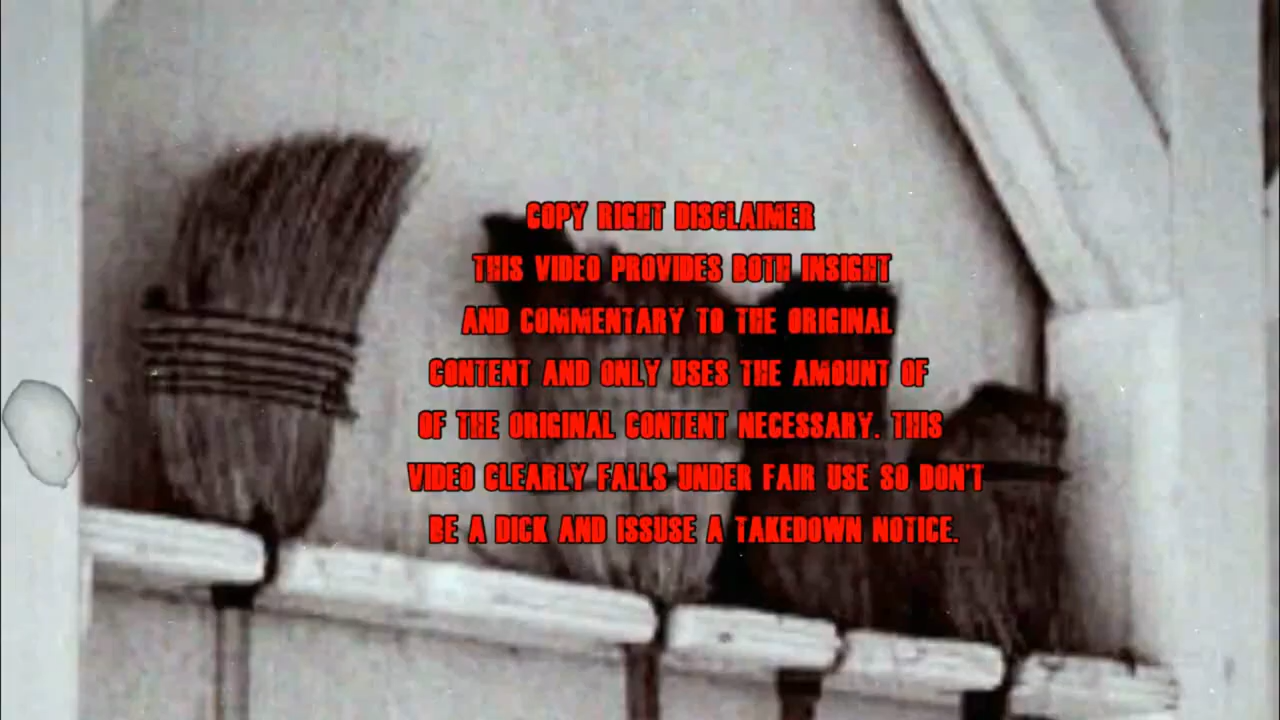 COPY RIGHT DISCLAIMER
THIS VIDEO PROVIDES BOTH INSIGHT
AND COMMENTARY TO THE ORIGINAL
CONTENT AND ONLY USES THE AMOUNT OF
OF THE ORIGINAL CONTENT NECESSARY. THIS
VIDEO CLEARLY FALLS UNDER FAIR USE SO DON'T
BE A DICK AND ISSUSE A TAKEDOWN NOTICE.